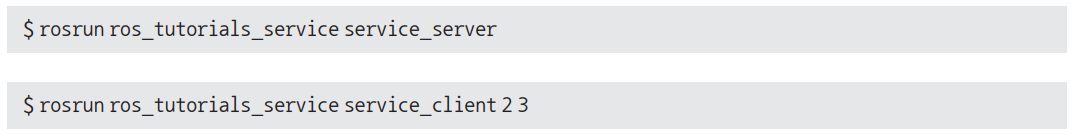 $ rosrun ros_tutorials_service service_server
$ rosrun ros_tutorials_service service_client 2 3